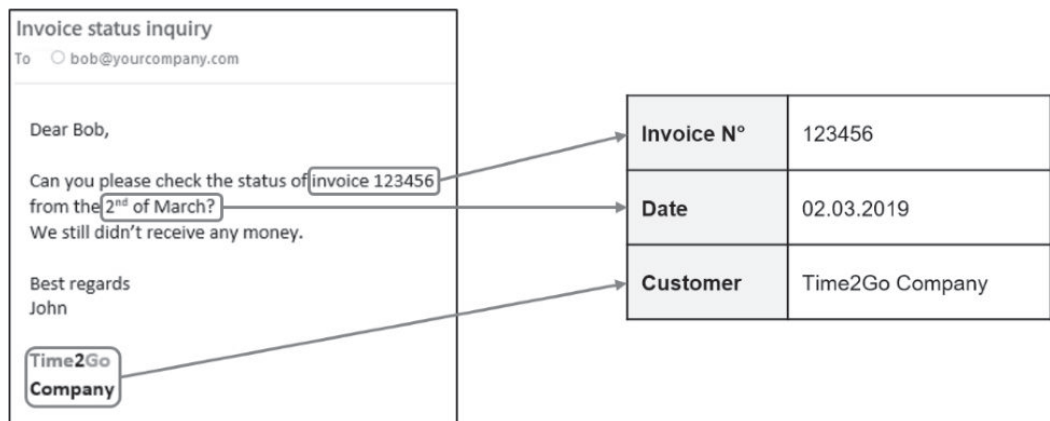 Invoice status inquiry
To bob@yourcompany.com
Dear Bob,
Can you please check the status of invoice 123456
from the 2nd of March?
We still didn't receive any money.
Best regards
John
Time2Go
Company
Invoice N° 123456
Date 02.03.2019
Customer Time2Go Company